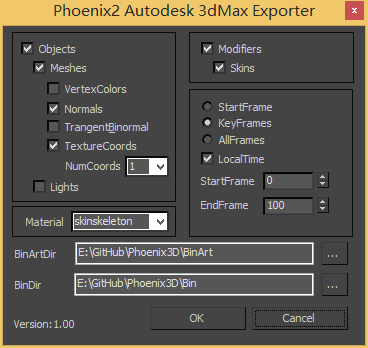 Phoenix2 Autodesk 3dMax Exporter
x
Objects
Meshes
VertexColors
Normals
TrangentBinormal
TextureCoords
NumCoords 1
Lights
Modifiers
Skins
StartFrame
KeyFrames
AllFrames
LocalTime
StartFrame 0
EndFrame 100
Material skinskeleton
BinArtDir E:\GitHub\Phoenix3D\BinArt ...
BinDir E:\GitHub\Phoenix3D\Bin ...
Version:1.00 OK Cancel